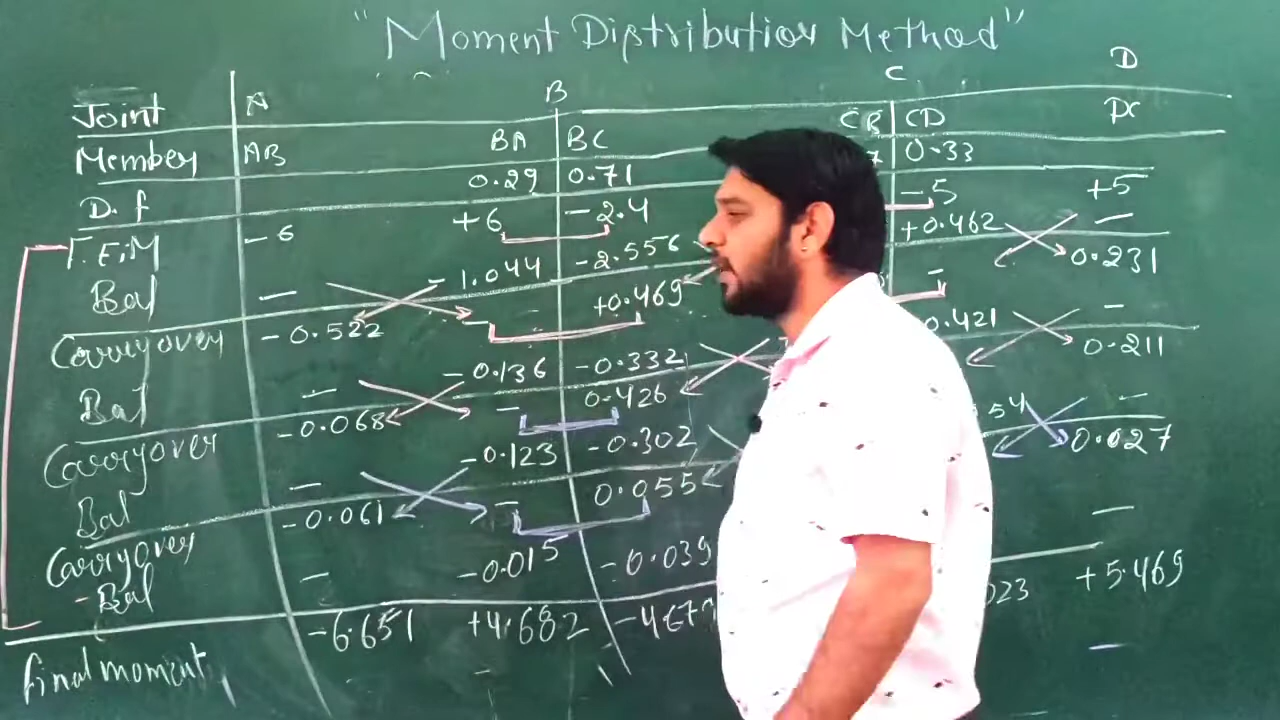 "Moment Distribution Method"
Joint A B C D
Member AB BA BC CB CD DC
D.f 0.29 0.71 0.33
F.E.M -6 +6 -2.4 -5 +5
Bal — -1.044 -2.556 +0.462 —
Carryover -0.522 - +0.469 - 0.231
Bal — -0.136 -0.332 0.421 —
Carryover -0.068 - 0.426 0.211
Bal — -0.123 -0.302 54 —
Carryover -0.061 - 0.055 0.027
Bal — -0.015 -0.039 —
final moment -6.651 +4.682 023 +5.469